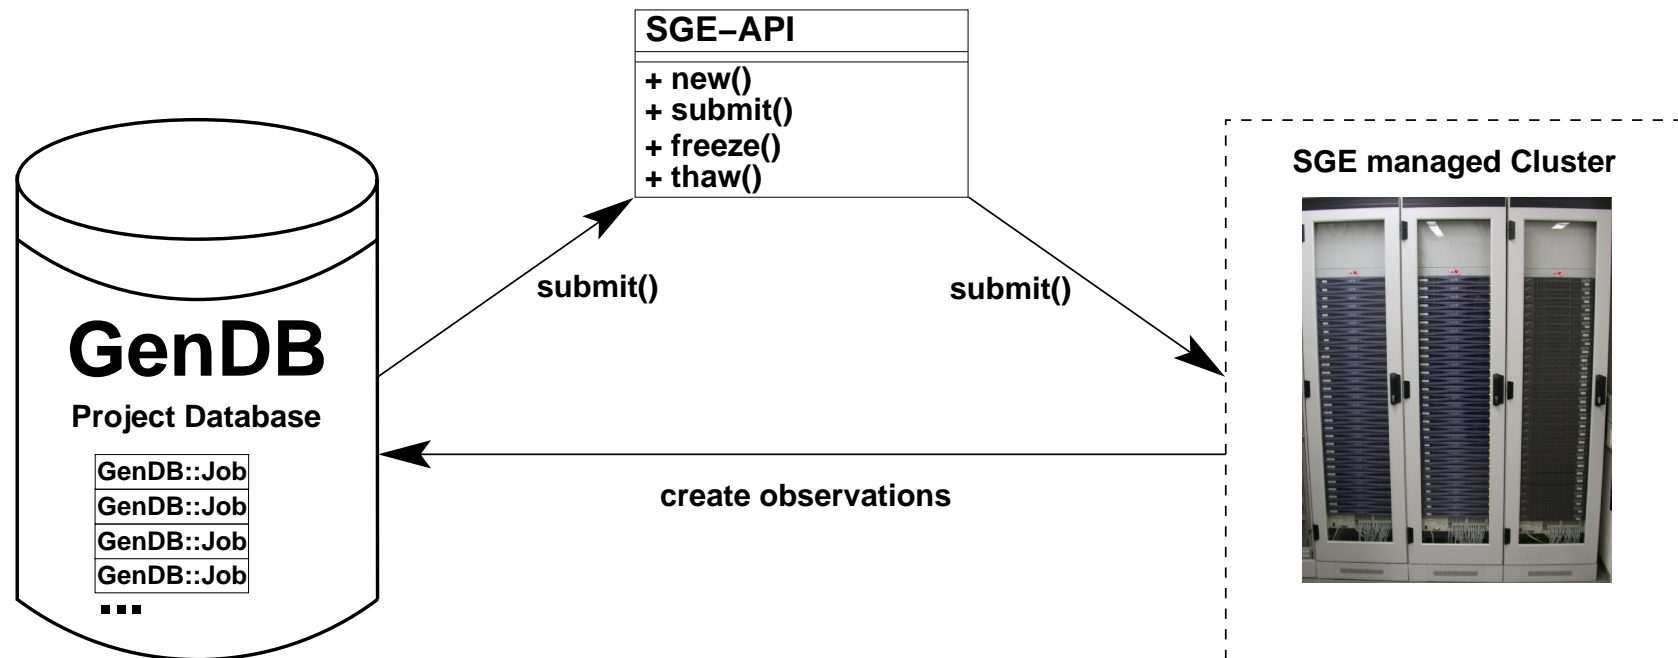 SGE–API
+ new()
+ submit()
+ freeze()
+ thaw()
SGE managed Cluster
submit()
submit()
GenDB
Project Database
GenDB::Job
GenDB::Job
GenDB::Job
GenDB::Job
...
create observations